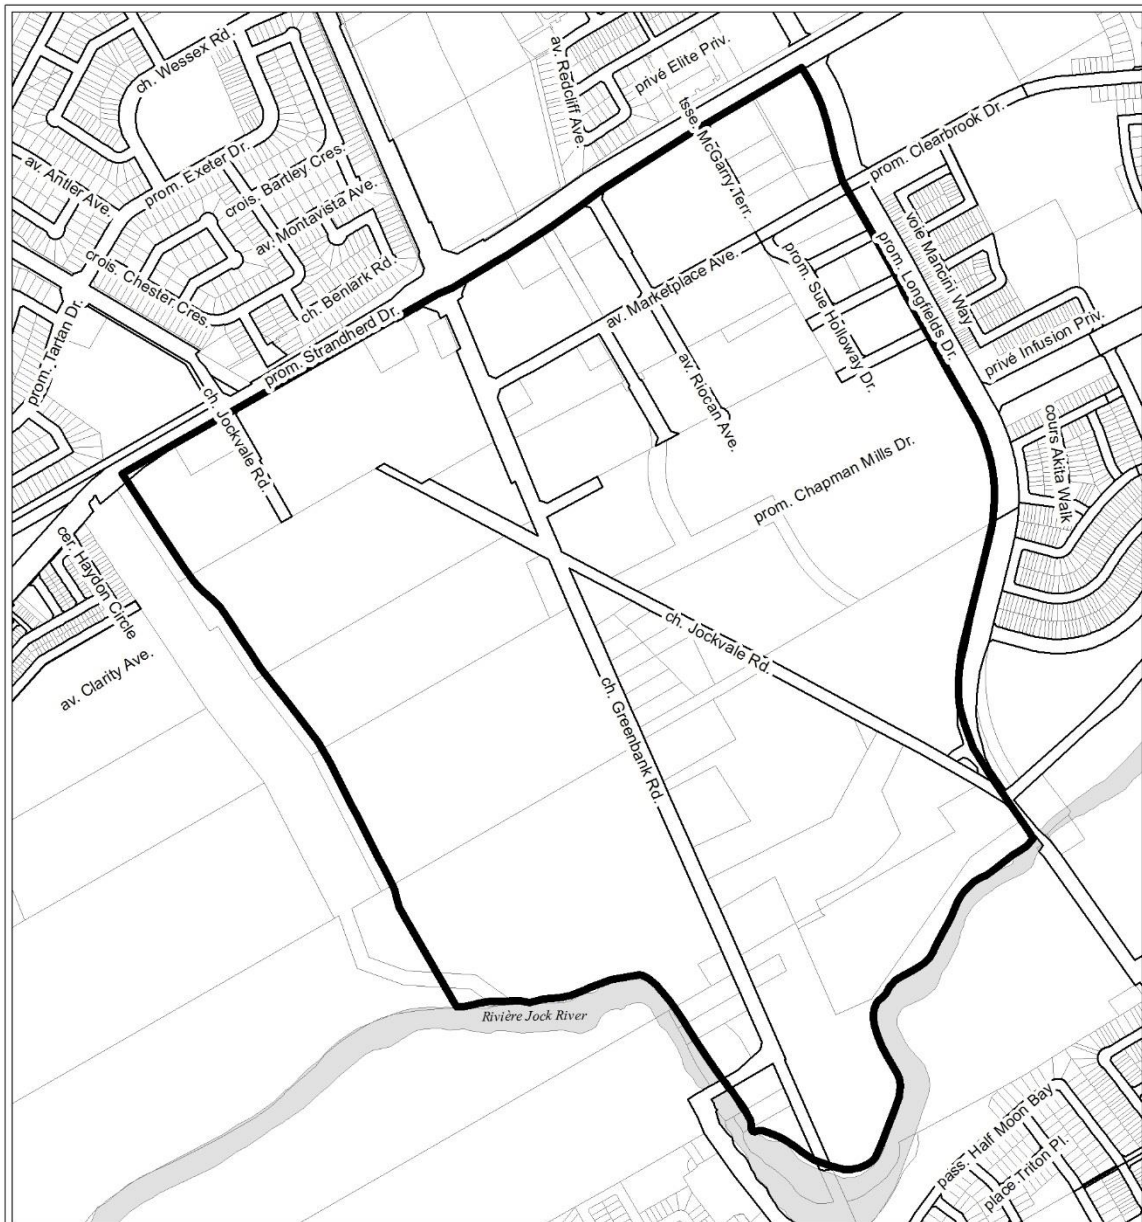 ch. Wessex Rd.
av. Redcliff Ave.
privé Elite Priv.
tsse. McGarry Terr.
prom. Clearbrook Dr.
av. Antler Ave.
prom. Exeter Dr.
crois. Bartley Cres.
av. Montavista Ave.
voie Mancini Way
crois. Chester Cres.
ch. Benlark Rd.
av. Marketplace Ave.
prom. Sue Holloway Dr.
prom. Longfields Dr.
prom. Tartan Dr.
prom. Strandherd Dr.
av. Riocan Ave.
privé Infusion Priv.
ch. Jockvale Rd.
cours Akita Walk
prom. Chapman Mills Dr.
cer. Haydon Circle
av. Clarity Ave.
ch. Jockvale Rd.
ch. Greenbank Rd.
Rivière Jock River
pass. Half Moon Bay
place Triton Pl.